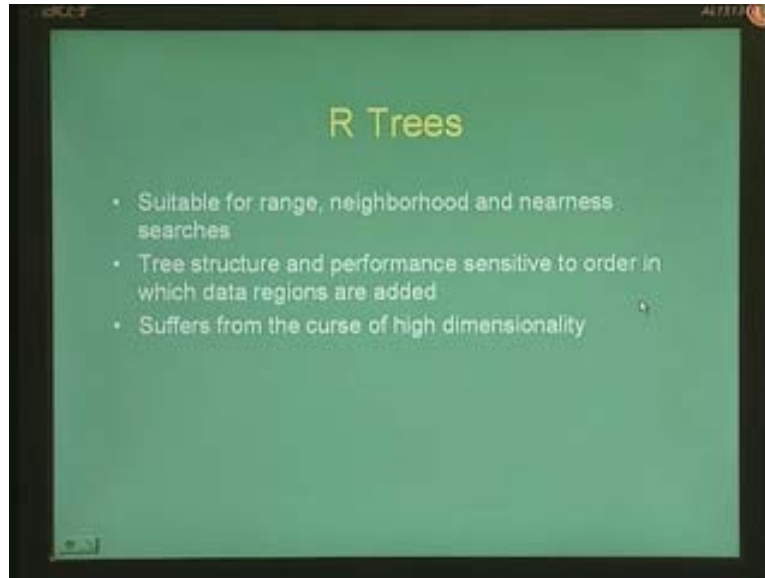 acer
R Trees
• Suitable for range, neighborhood and nearness
searches
• Tree structure and performance sensitive to order in
which data regions are added
• Suffers from the curse of high dimensionality